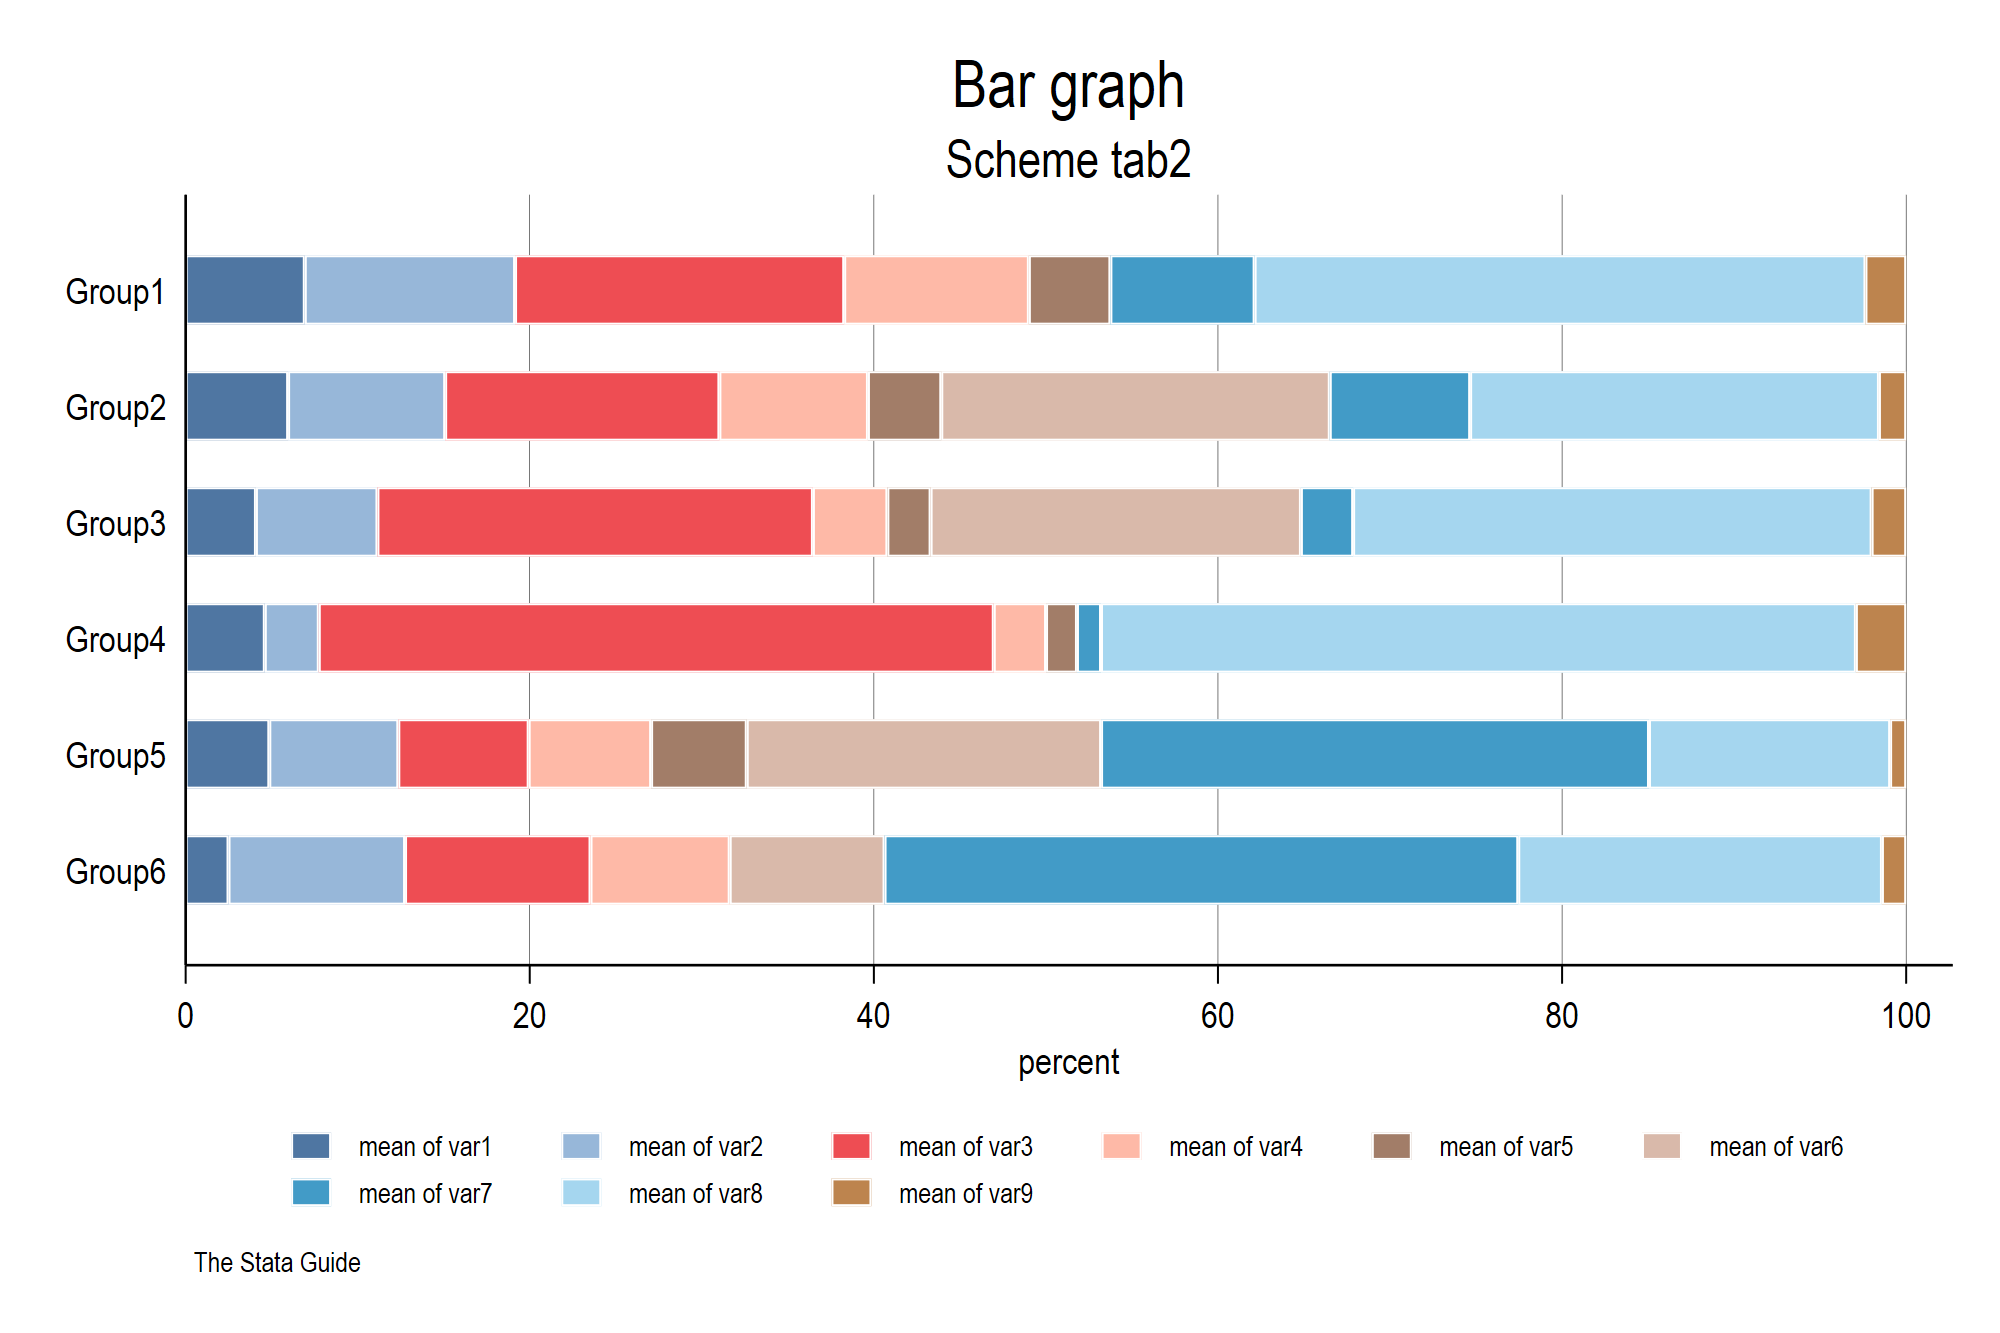 Bar graph
Scheme tab2
Group1
Group2
Group3
Group4
Group5
Group6
0 20 40 60 80 100
percent
mean of var1 mean of var2 mean of var3 mean of var4 mean of var5 mean of var6
mean of var7 mean of var8 mean of var9
The Stata Guide